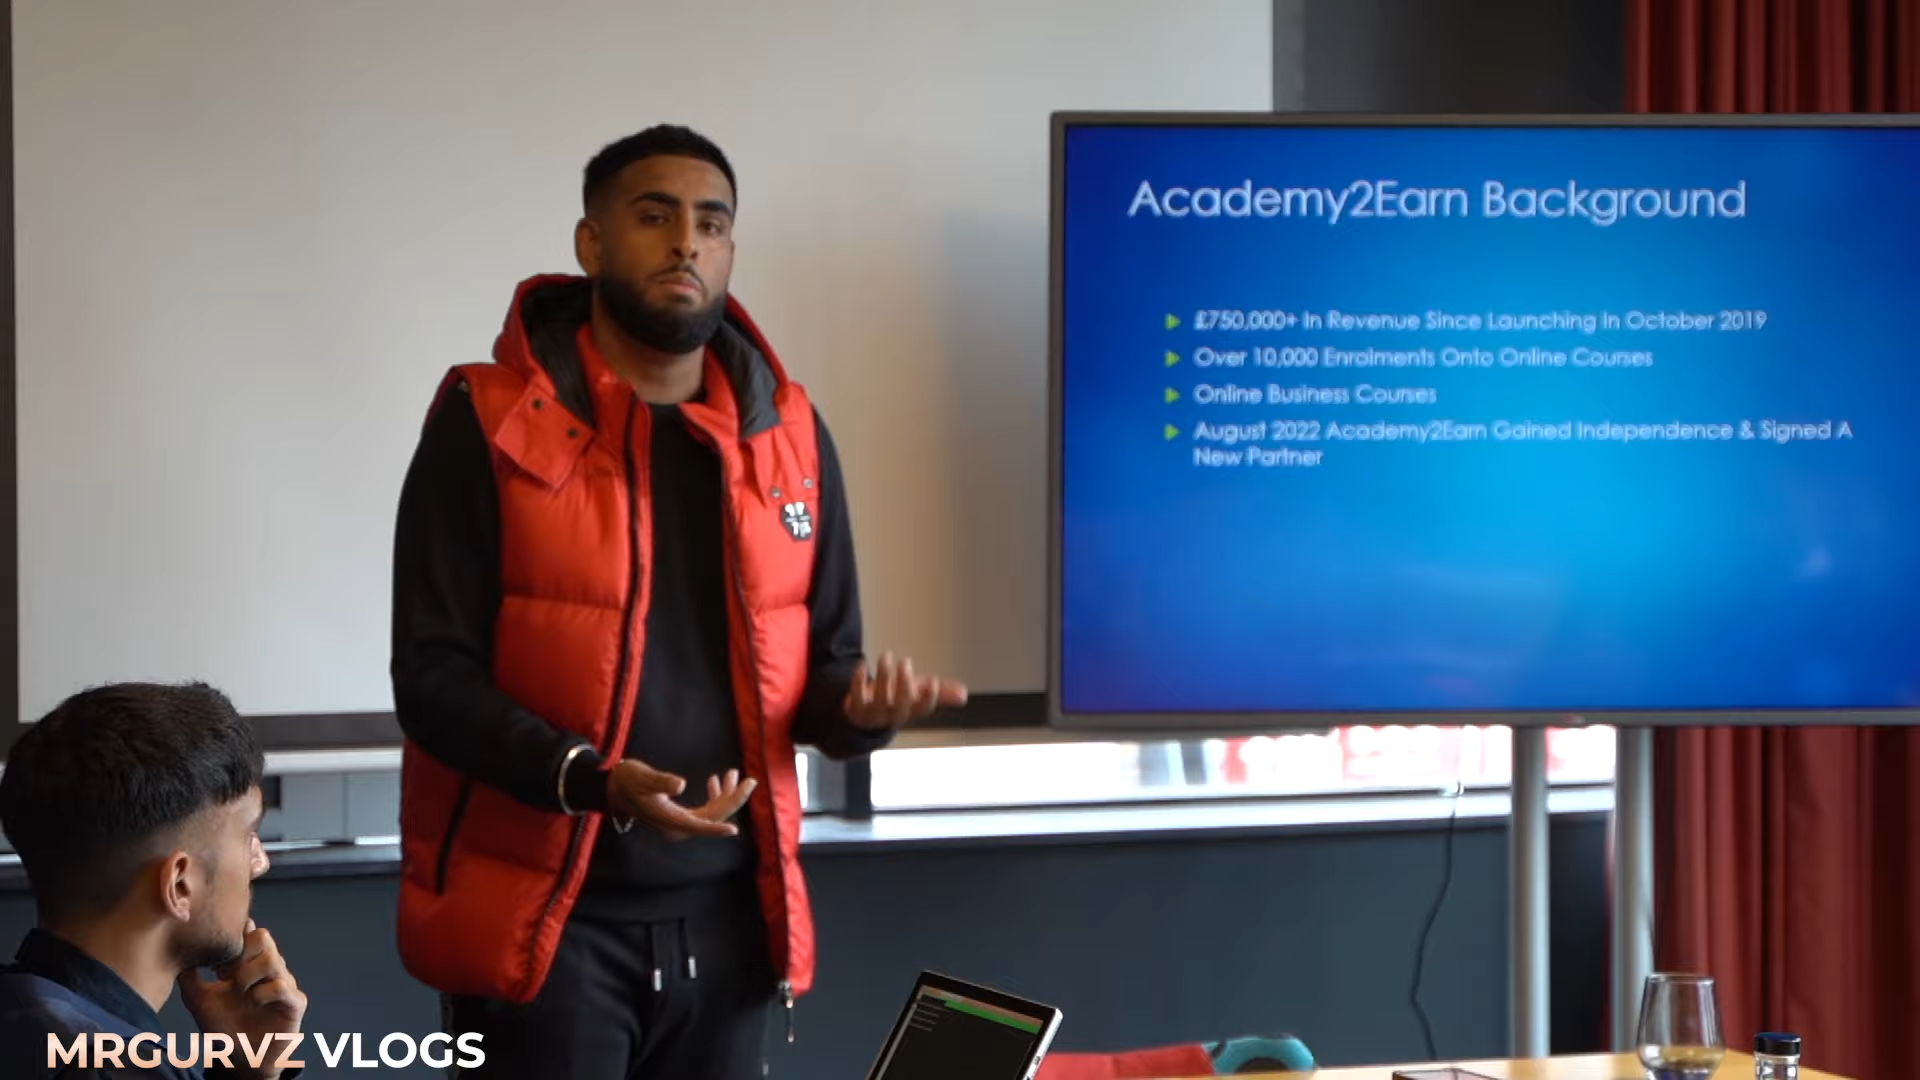 Academy2Earn Background
£750,000+ In Revenue Since Launching In October 2019
Over 10,000 Enrolments Onto Online Courses
Online Business Courses
August 2022 Academy2Earn Gained Independence & Signed A
New Partner
MRGURVZ VLOGS